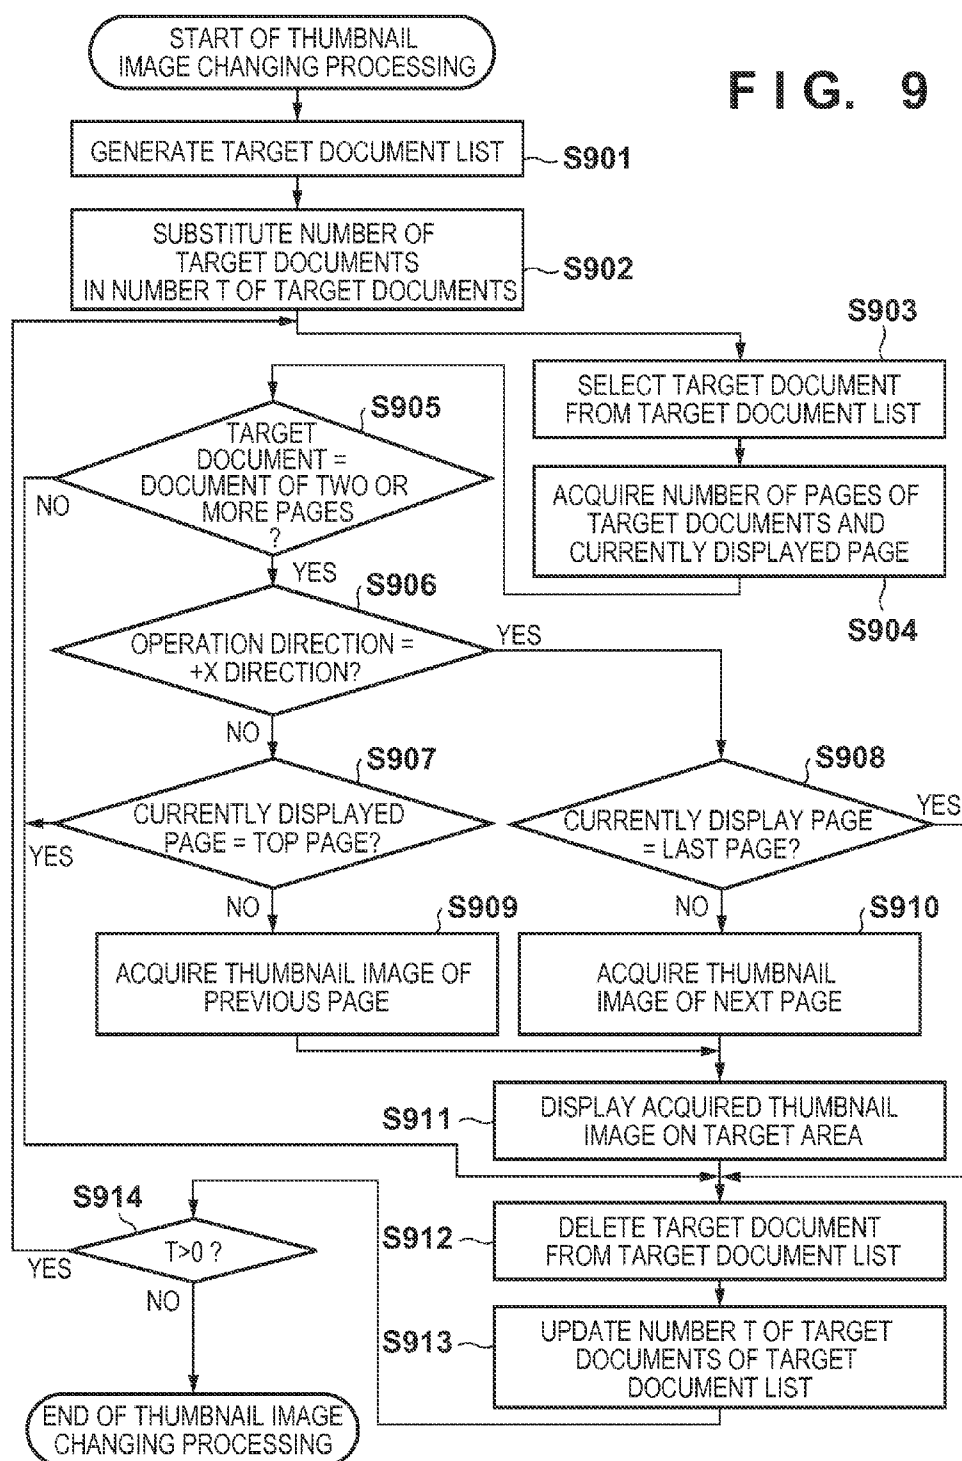 START OF THUMBNAIL
IMAGE CHANGING PROCESSING
F I G. 9
GENERATE TARGET DOCUMENT LIST
S901
SUBSTITUTE NUMBER OF
TARGET DOCUMENTS
IN NUMBER T OF TARGET DOCUMENTS
S902
S903
SELECT TARGET DOCUMENT
FROM TARGET DOCUMENT LIST
ACQUIRE NUMBER OF PAGES OF
TARGET DOCUMENTS AND
CURRENTLY DISPLAYED PAGE
S904
S905
TARGET
DOCUMENT =
DOCUMENT OF TWO OR
MORE PAGES
?
NO
YES
S906
OPERATION DIRECTION =
+X DIRECTION?
YES
NO
S907
CURRENTLY DISPLAYED
PAGE = TOP PAGE?
YES
NO
S908
CURRENTLY DISPLAY PAGE
= LAST PAGE?
YES
NO
S909
ACQUIRE THUMBNAIL IMAGE OF
PREVIOUS PAGE
S910
ACQUIRE THUMBNAIL
IMAGE OF NEXT PAGE
S911
DISPLAY ACQUIRED THUMBNAIL
IMAGE ON TARGET AREA
S912
DELETE TARGET DOCUMENT
FROM TARGET DOCUMENT LIST
S913
UPDATE NUMBER T OF TARGET
DOCUMENTS OF TARGET
DOCUMENT LIST
S914
T>0 ?
YES
NO
END OF THUMBNAIL IMAGE
CHANGING PROCESSING